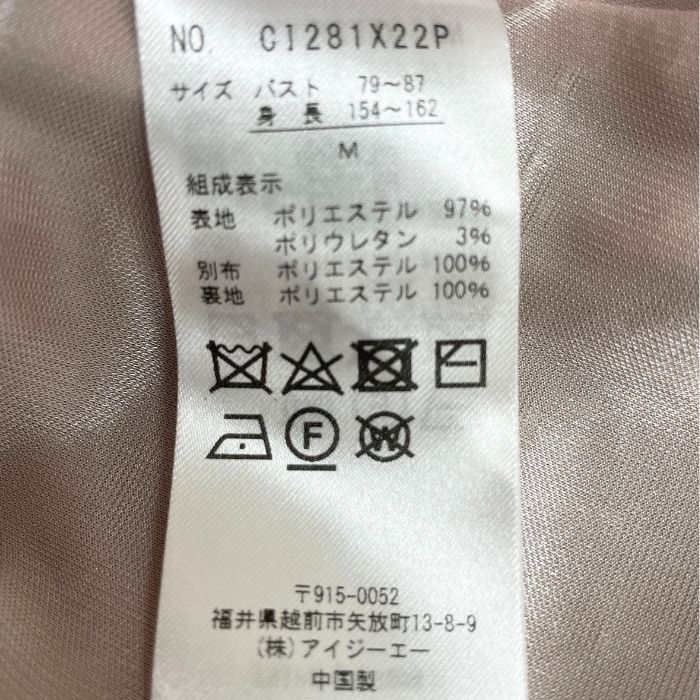 NO. CI281X22P
サイズ バスト 79～87
身 長 154～162
M
組成表示
表地 ポリエステル 97%
ポリウレタン 3%
別布 ポリエステル 100%
裏地 ポリエステル 100%
F
W
〒915-0052
福井県越前市矢放町13-8-9
(株)アイジーエー
中国製